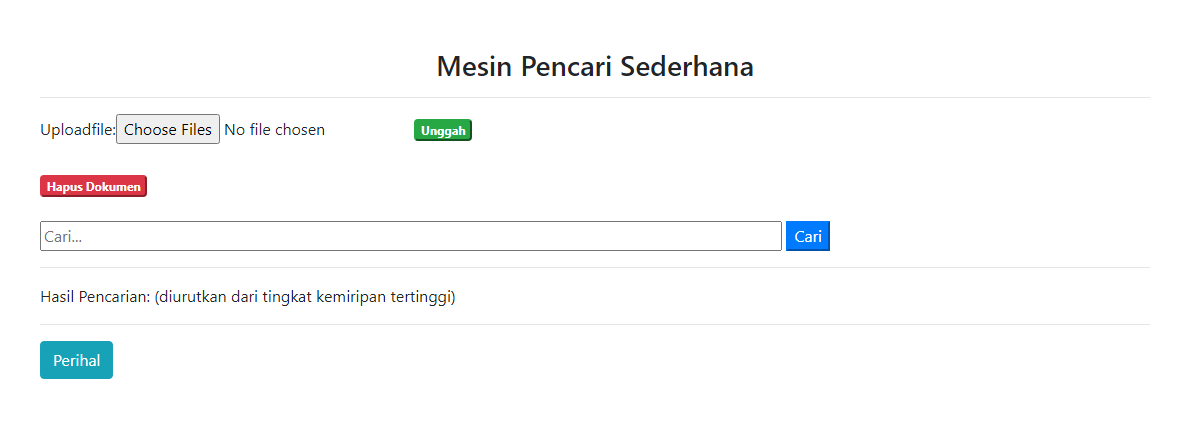 Mesin Pencari Sederhana
Uploadfile: Choose Files No file chosen Unggah
Hapus Dokumen
Cari... Cari
Hasil Pencarian: (diurutkan dari tingkat kemiripan tertinggi)
Perihal